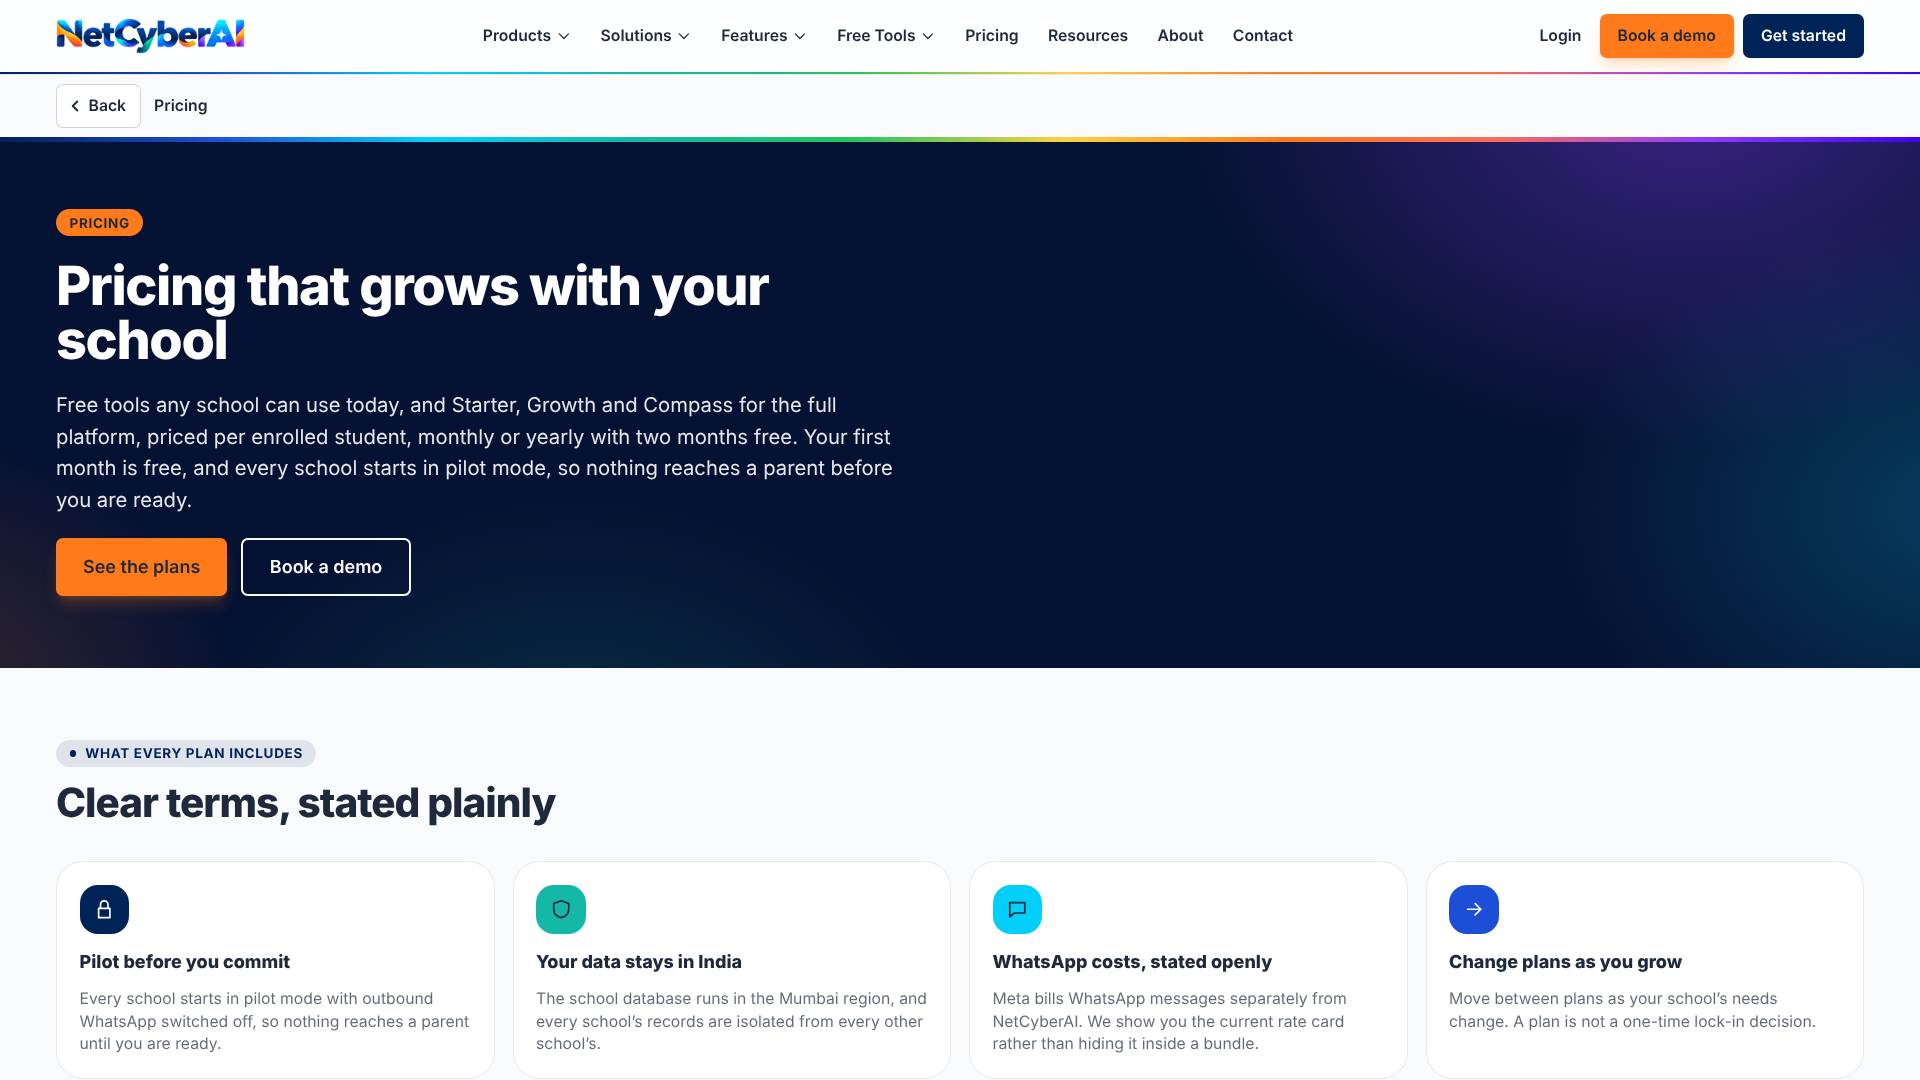 NetCyberAI
Products
Solutions
Features
Free Tools
Pricing
Resources
About
Contact
Login
Book a demo
Get started
Back
Pricing
PRICING
Pricing that grows with your
school
Free tools any school can use today, and Starter, Growth and Compass for the full
platform, priced per enrolled student, monthly or yearly with two months free. Your first
month is free, and every school starts in pilot mode, so nothing reaches a parent before
you are ready.
See the plans
Book a demo
WHAT EVERY PLAN INCLUDES
Clear terms, stated plainly
Pilot before you commit
Every school starts in pilot mode with outbound
WhatsApp switched off, so nothing reaches a parent
until you are ready.
Your data stays in India
The school database runs in the Mumbai region, and
every school’s records are isolated from every other
school’s.
WhatsApp costs, stated openly
Meta bills WhatsApp messages separately from
NetCyberAI. We show you the current rate card
rather than hiding it inside a bundle.
Change plans as you grow
Move between plans as your school’s needs
change. A plan is not a one-time lock-in decision.